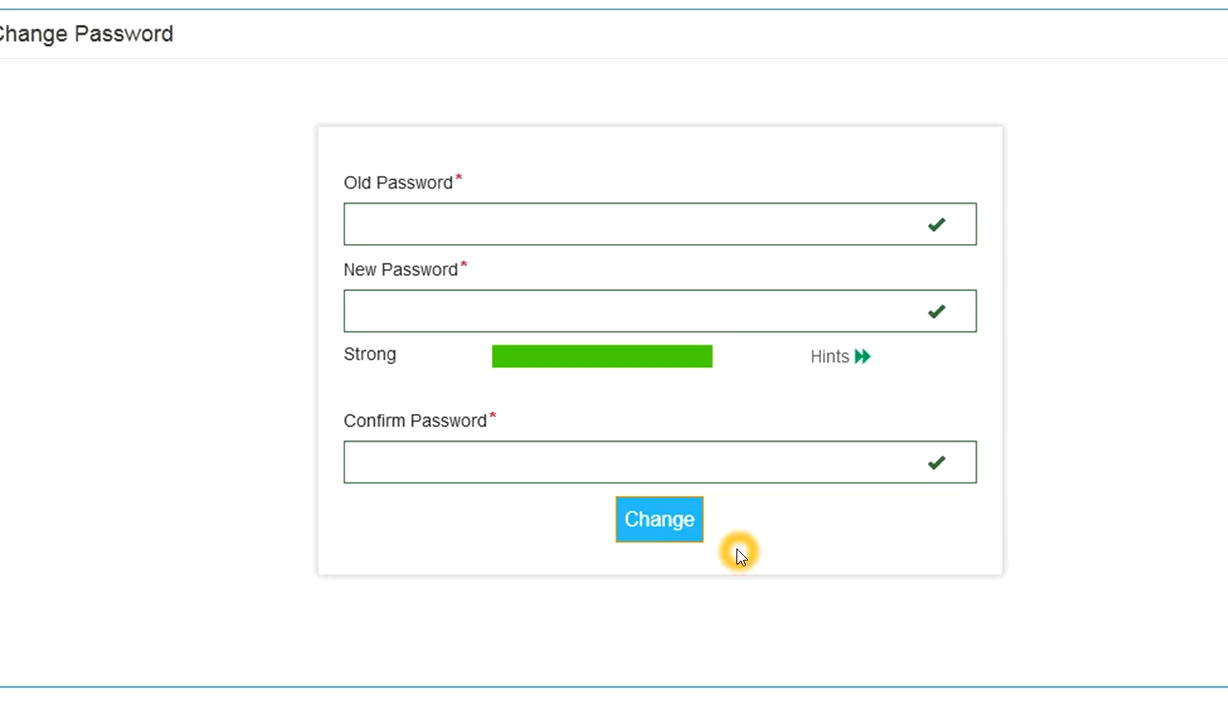 Change Password
Old Password*
New Password*
Strong
Hints
Confirm Password*
Change